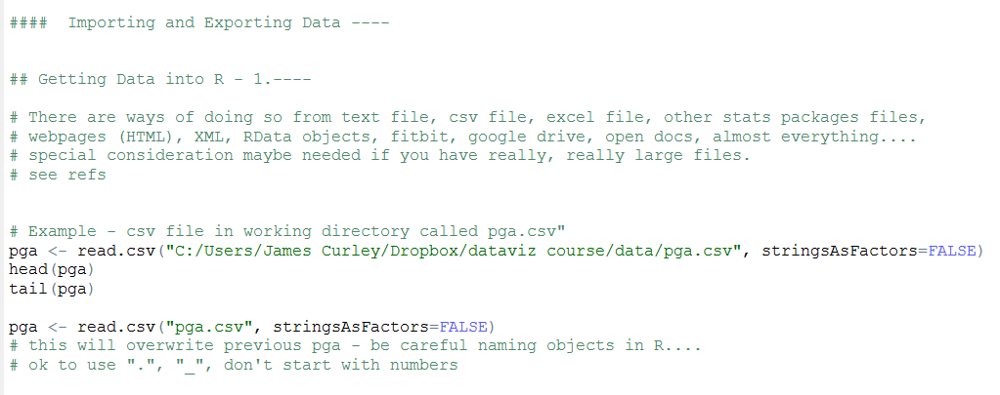 ####  Importing and Exporting Data ----
## Getting Data into R - 1.----
# There are ways of doing so from text file, csv file, excel file, other stats packages files,
# webpages (HTML), XML, RData objects, fitbit, google drive, open docs, almost everything....
# special consideration maybe needed if you have really, really large files.
# see refs
# Example - csv file in working directory called pga.csv"
pga <- read.csv("C:/Users/James Curley/Dropbox/dataviz course/data/pga.csv", stringsAsFactors=FALSE)
head(pga)
tail(pga)
pga <- read.csv("pga.csv", stringsAsFactors=FALSE)
# this will overwrite previous pga - be careful naming objects in R....
# ok to use ".", "_", don't start with numbers